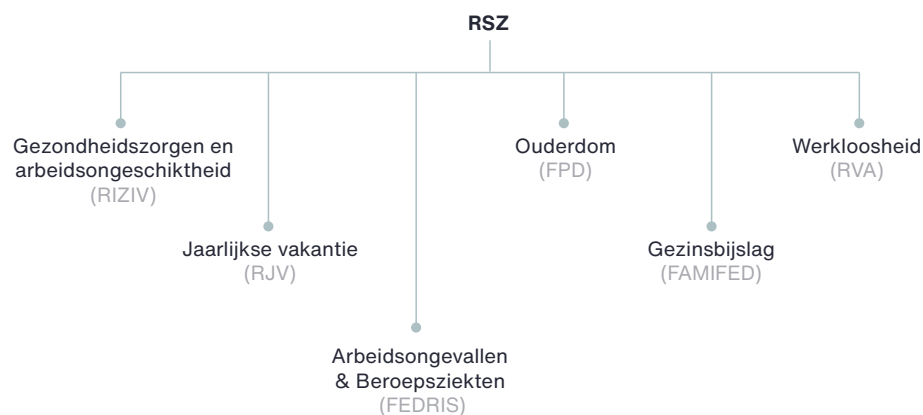 RSZ
Gezondheidszorgen en
arbeidsongeschiktheid
(RIZIV)
Jaarlijkse vakantie
(RJV)
Arbeidsongevallen
& Beroepsziekten
(FEDRIS)
Ouderdom
(FPD)
Gezinsbijslag
(FAMIFED)
Werkloosheid
(RVA)